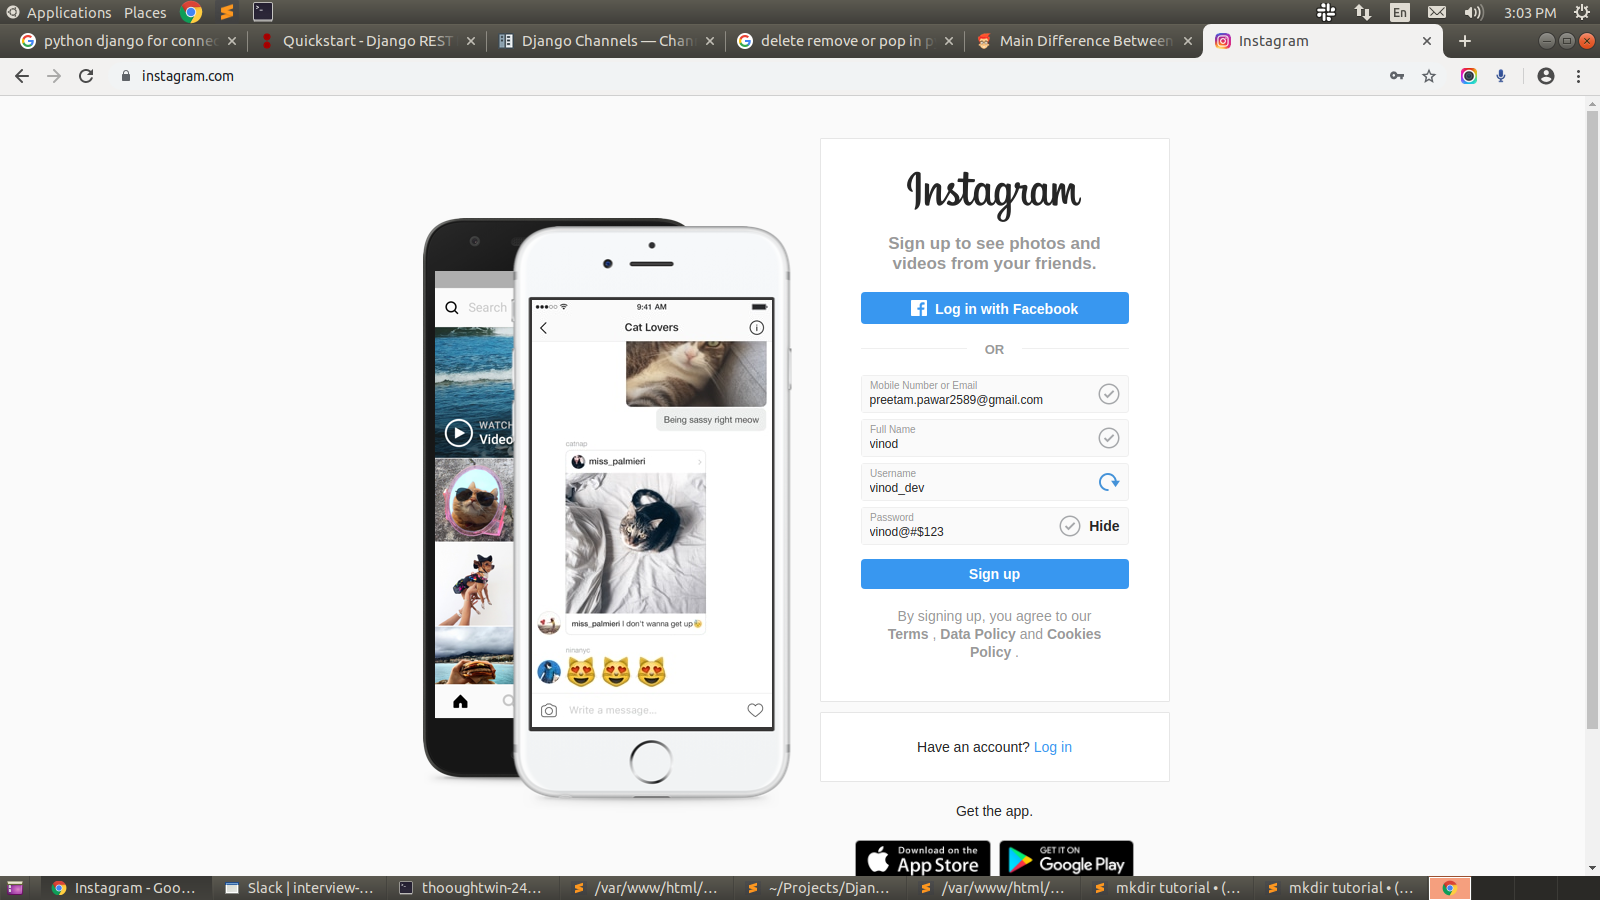 Applications Places En 3:03 PM
python django for connec Quickstart - Django REST Django Channels — Chan delete remove or pop in p Main Difference Between Instagram
instagram.com
Instagram
Sign up to see photos and
videos from your friends.
Log in with Facebook
OR
Mobile Number or Email
preetam.pawar2589@gmail.com
Full Name
vinod
Username
vinod_dev
Password
vinod@#$123
Hide
Sign up
By signing up, you agree to our
Terms , Data Policy and Cookies
Policy .
Have an account? Log in
Get the app.
Download on the
App Store
GET IT ON
Google Play
Search
WATCH
Video
9:41 AM
Cat Lovers
Being sassy right meow
catnap
miss_palmieri
miss_palmieri I don't wanna get up
ninanyc
Write a message...
Instagram - Goo... Slack | interview-... thooughtwin-24... /var/www/html/... ~/Projects/Djan... /var/www/html/... mkdir tutorial • (... mkdir tutorial • (...